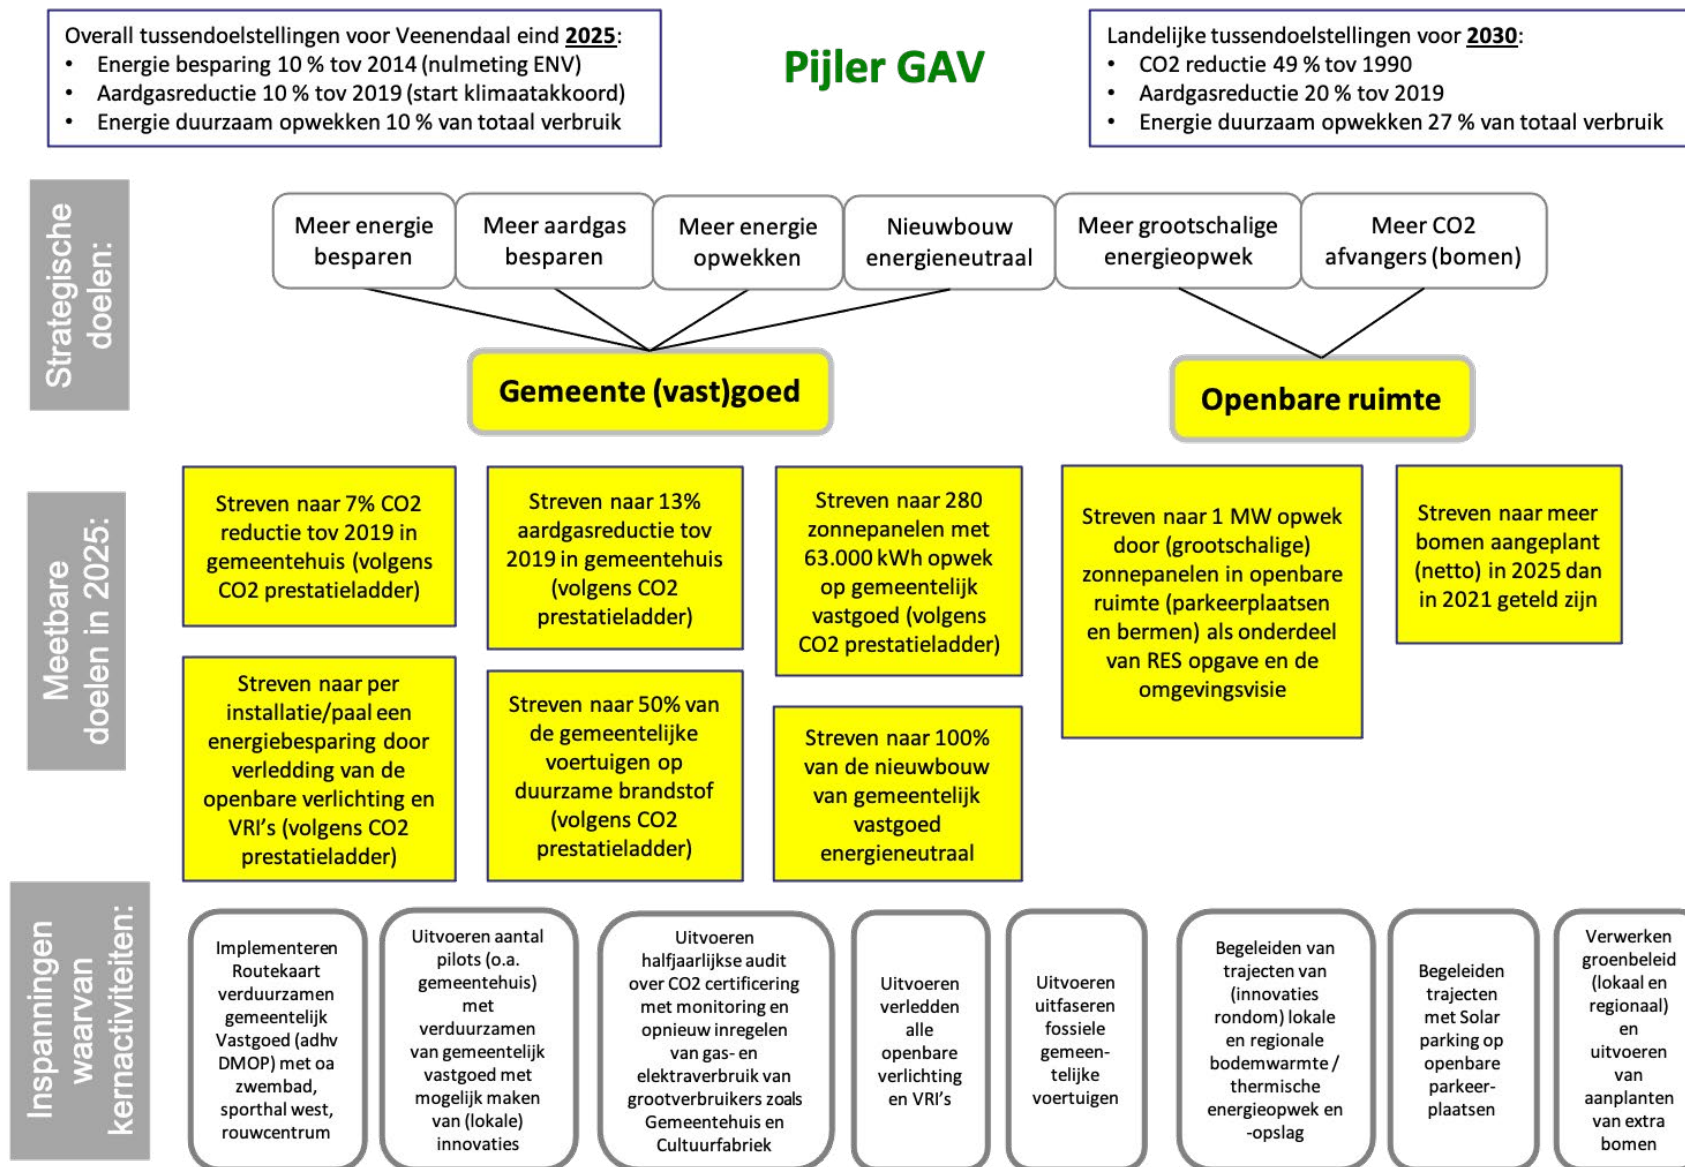 Overall tussendoelstellingen voor Veenendaal eind 2025:
• Energie besparing 10 % tov 2014 (nulmeting ENV)
• Aardgasreductie 10 % tov 2019 (start klimaatakkoord)
• Energie duurzaam opwekken 10 % van totaal verbruik
Pijler GAV
Landelijke tussendoelstellingen voor 2030:
• CO2 reductie 49 % tov 1990
• Aardgasreductie 20 % tov 2019
• Energie duurzaam opwekken 27 % van totaal verbruik
Strategische
doelen:
Meer energie
besparen
Meer aardgas
besparen
Meer energie
opwekken
Nieuwbouw
energieneutraal
Meer grootschalige
energieopwek
Meer CO2
afvangers (bomen)
Gemeente (vast)goed
Openbare ruimte
Meetbare
doelen in 2025:
Streven naar 7% CO2
reductie tov 2019 in
gemeentehuis (volgens
CO2 prestatieladder)
Streven naar 13%
aardgasreductie tov
2019 in gemeentehuis
(volgens CO2
prestatieladder)
Streven naar 280
zonnepanelen met
63.000 kWh opwek
op gemeentelijk
vastgoed (volgens
CO2 prestatieladder)
Streven naar 1 MW opwek
door (grootschalige)
zonnepanelen in openbare
ruimte (parkeerplaatsen
en bermen) als onderdeel
van RES opgave en de
omgevingsvisie
Streven naar meer
bomen aangeplant
(netto) in 2025 dan
in 2021 geteld zijn
Streven naar per
installatie/paal een
energiebesparing door
verledding van de
openbare verlichting en
VRI's (volgens CO2
prestatieladder)
Streven naar 50% van
de gemeentelijke
voertuigen op
duurzame brandstof
(volgens CO2
prestatieladder)
Streven naar 100%
van de nieuwbouw
van gemeentelijk
vastgoed
energieneutraal
Inspanningen
waarvan
kernactiviteiten:
Implementeren
Routekaart
verduurzamen
gemeentelijk
Vastgoed (adhv
DMOP) met oa
zwembad,
sporthal west,
rouwcentrum
Uitvoeren aantal
pilots (o.a.
gemeentehuis)
met
verduurzamen
van gemeentelijk
vastgoed met
mogelijk maken
van (lokale)
innovaties
Uitvoeren
halfjaarlijkse audit
over CO2 certificering
met monitoring en
opnieuw inregelen
van gas- en
elektraverbruik van
grootverbruikers zoals
Gemeentehuis en
Cultuurfabriek
Uitvoeren
verledden
alle
openbare
verlichting
en VRI's
Uitvoeren
uitfaseren
fossiele
gemeen-
telijke
voertuigen
Begeleiden van
trajecten van
(innovaties
rondom) lokale
en regionale
bodemwarmte /
thermische
energieopwek en
-opslag
Begeleiden
trajecten
met Solar
parking op
openbare
parkeer-
plaatsen
Verwerken
groenbeleid
(lokaal en
regionaal)
en
uitvoeren
van
aanplanten
van extra
bomen